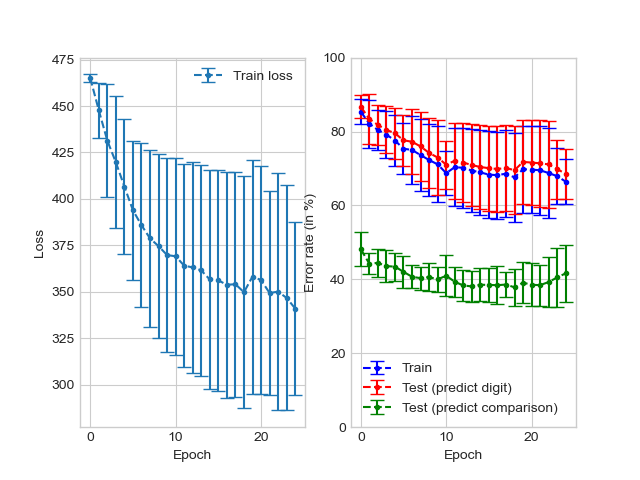 475
450
425
400
375
350
325
300
0
10
20
Loss
Epoch
Train loss
100
80
60
40
20
0
0
10
20
Error rate (in %)
Epoch
Train
Test (predict digit)
Test (predict comparison)